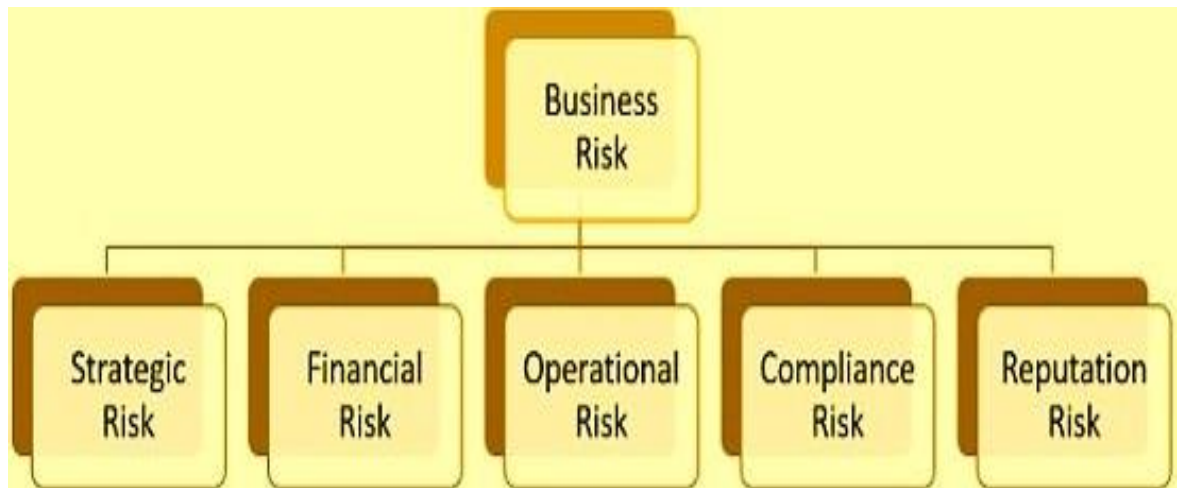 Business
Risk
Strategic
Risk
Financial
Risk
Operational
Risk
Compliance
Risk
Reputation
Risk